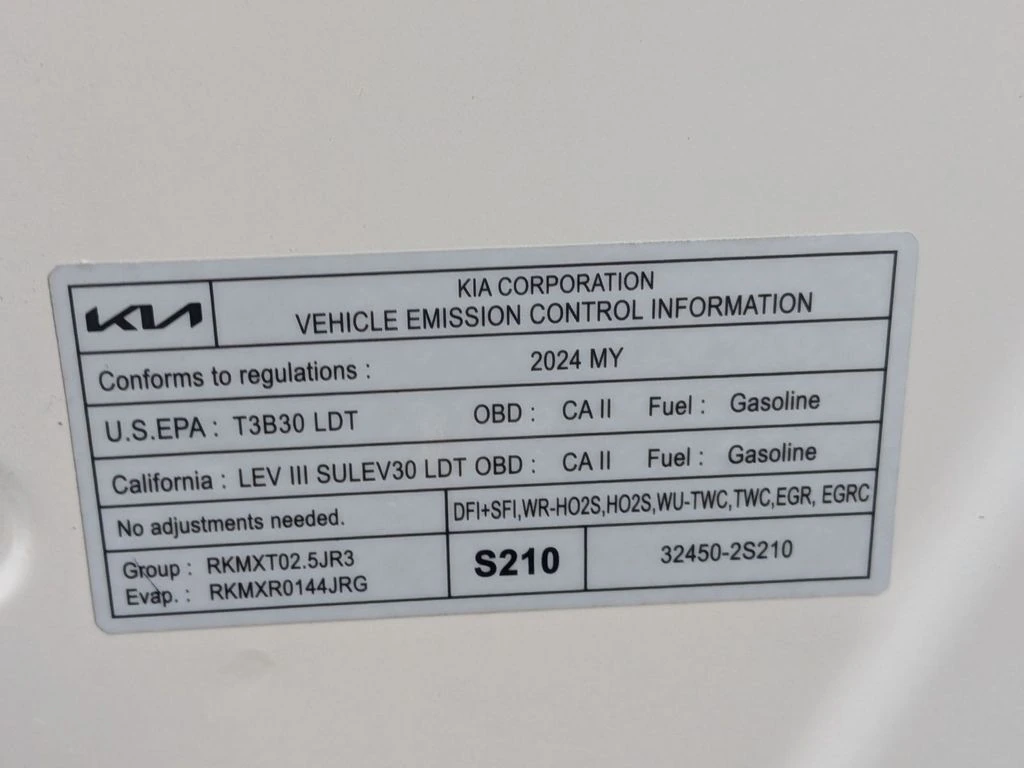 KIA
KIA CORPORATION
VEHICLE EMISSION CONTROL INFORMATION
Conforms to regulations : 2024 MY
U.S.EPA : T3B30 LDT OBD : CA II Fuel : Gasoline
California : LEV III SULEV30 LDT OBD : CA II Fuel : Gasoline
No adjustments needed. DFI+SFI,WR-HO2S,HO2S,WU-TWC,TWC,EGR, EGRC
Group : RKMXT02.5JR3
Evap. : RKMXR0144JRG
S210
32450-2S210